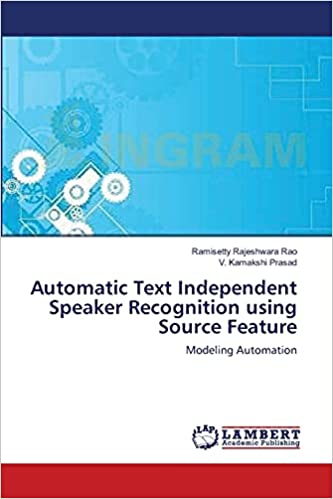 INGRAM
Ramisetty Rajeshwara Rao
V. Kamakshi Prasad
Automatic Text Independent
Speaker Recognition using
Source Feature
Modeling Automation
LAP
LAMBERT
Academic Publishing